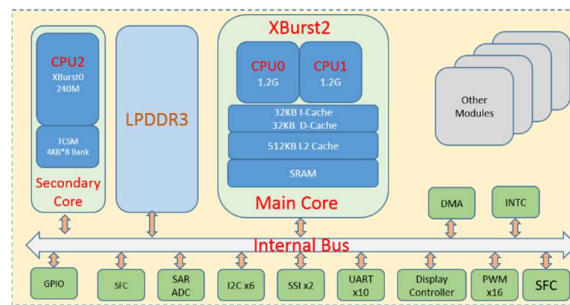 XBurst2
CPU2
XBurst0
240M
TCSM
4KB*8 Bank
Secondary
Core
LPDDR3
CPU0
1.2G
CPU1
1.2G
32KB I-Cache
32KB D-Cache
512KB L2 Cache
SRAM
Main Core
Other
Modules
DMA
INTC
Internal Bus
GPIO
SFC
SAR
ADC
I2C x6
SSI x2
UART
x10
Display
Controller
PWM
x16
SFC